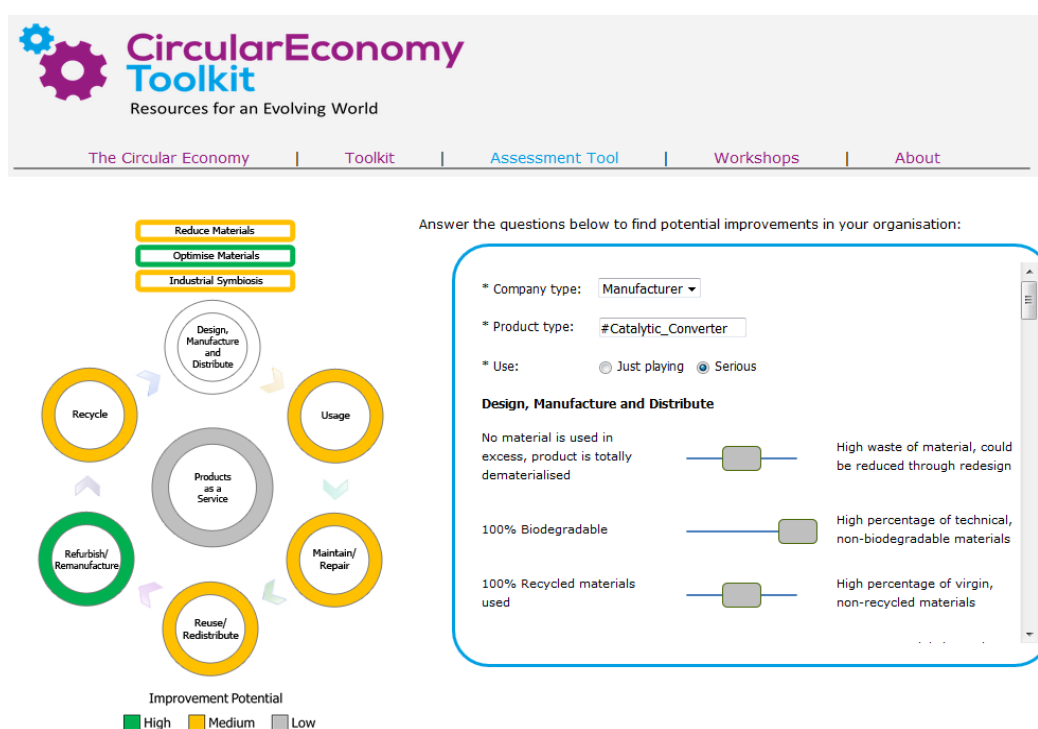 CircularEconomy
Toolkit
Resources for an Evolving World
The Circular Economy | Toolkit | Assessment Tool | Workshops | About
Reduce Materials
Optimise Materials
Industrial Symbiosis
Design,
Manufacture
and
Distribute
Recycle
Usage
Products
as a
Service
Refurbish/
Remanufacture
Maintain/
Repair
Reuse/
Redistribute
Improvement Potential
High Medium Low
Answer the questions below to find potential improvements in your organisation:
* Company type: Manufacturer
* Product type: #Catalytic_Converter
* Use: Just playing Serious
Design, Manufacture and Distribute
No material is used in
excess, product is totally
dematerialised
High waste of material, could
be reduced through redesign
100% Biodegradable
High percentage of technical,
non-biodegradable materials
100% Recycled materials
used
High percentage of virgin,
non-recycled materials